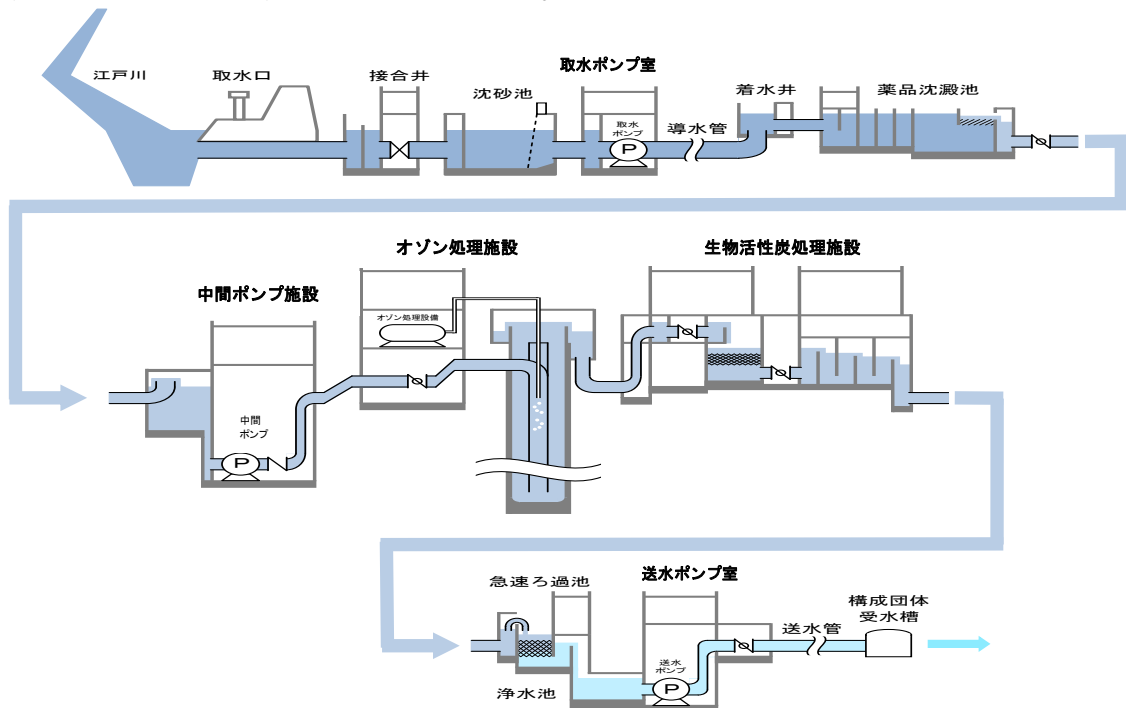 江戸川
取水口
接合井
沈砂池
取水ポンプ室
取水
ポンプ
P
導水管
着水井
薬品沈澱池
中間ポンプ施設
中間
ポンプ
P
オゾン処理施設
オゾン処理設備
生物活性炭処理施設
急速ろ過池
浄水池
送水ポンプ室
送水
ポンプ
P
送水管
構成団体
受水槽